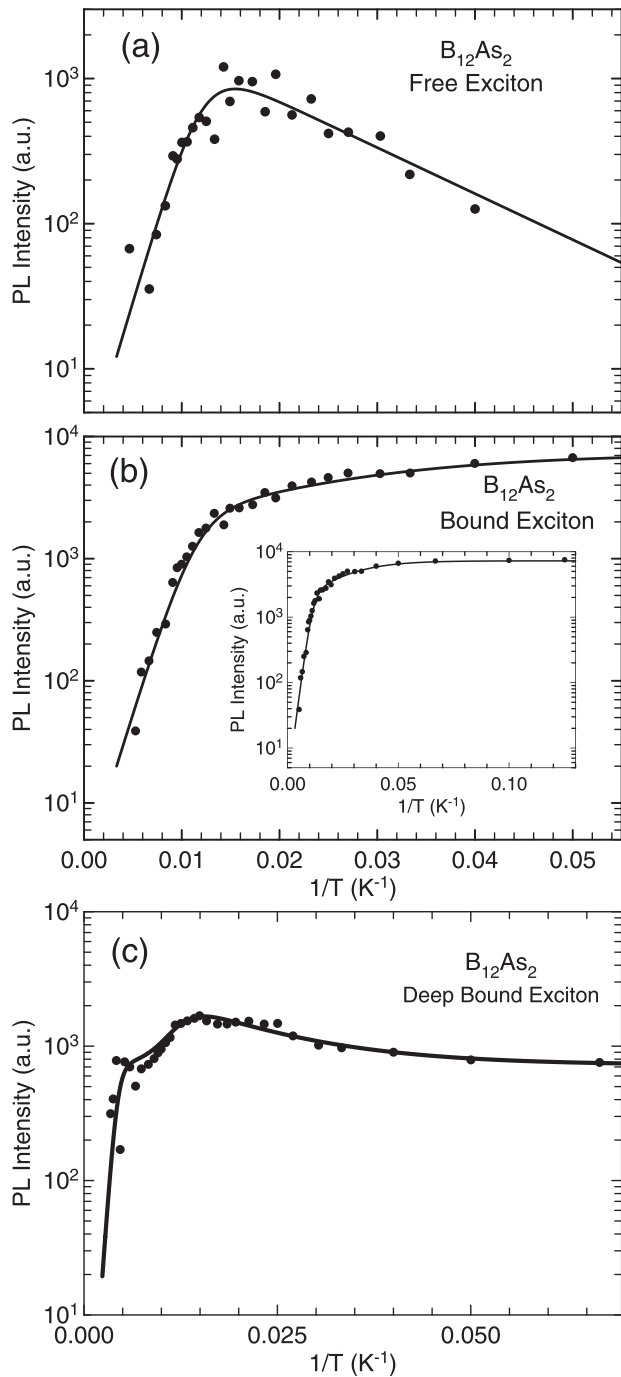 (a)
B12As2
Free Exciton
PL Intensity (a.u.)
10^3
10^2
10^1
(b)
B12As2
Bound Exciton
PL Intensity (a.u.)
10^4
10^3
10^2
10^1
PL Intensity (a.u.)
10^4
10^3
10^2
10^1
0.00 0.05 0.10
1/T (K^-1)
0.00 0.01 0.02 0.03 0.04 0.05
1/T (K^-1)
(c)
B12As2
Deep Bound Exciton
PL Intensity (a.u.)
10^4
10^3
10^2
10^1
0.000 0.025 0.050
1/T (K^-1)